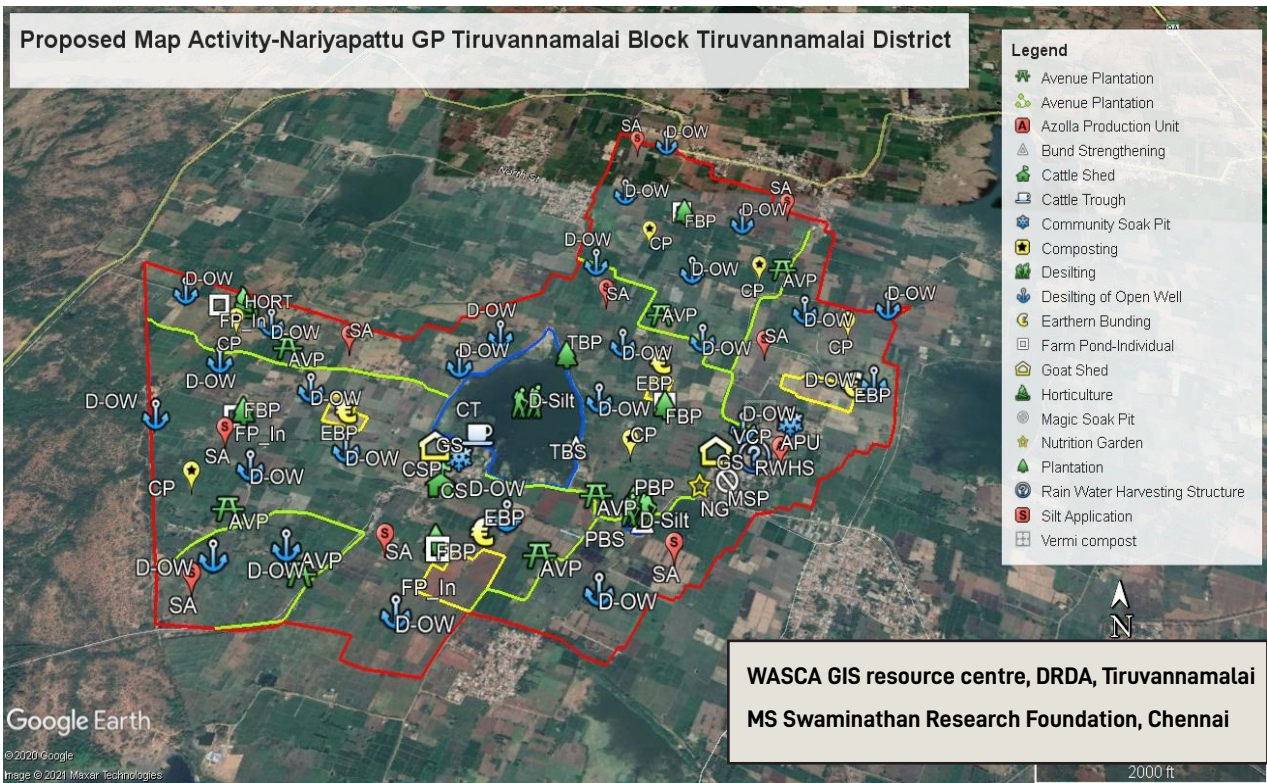 Proposed Map Activity-Nariyapattu GP Tiruvannamalai Block Tiruvannamalai District
Legend
Avenue Plantation
Avenue Plantation
A Azolla Production Unit
Bund Strengthening
Cattle Shed
Cattle Trough
Community Soak Pit
Composting
Desilting
Desilting of Open Well
Earthern Bunding
Farm Pond-Individual
Goat Shed
Horticulture
Magic Soak Pit
Nutrition Garden
Plantation
Rain Water Harvesting Structure
S Silt Application
Vermi compost
SA
D-OW
North St
D-OW
FBP
SA
D-OW
CP
D-OW
D-OW
CP
AVP
SA
D-OW
HORT
FP_In
D-OW
CP
AVP
SA
D-OW
D-OW
D-OW
TBP
AVP
D-OW
D-OW
SA
D-OW
CP
D-OW
D-OW
FBP
FP_In
SA
D-OW
EBP
D-OW
CT
D-Silt
EBP
D-OW
FBP
D-OW
EBP
CP
D-OW
GS
CSP
CSD-OW
TBS
CP
D-OW
VCP
APU
GS
RWHS
MSP
NG
AVP
EBP
AVP
PBP
D-Silt
PBS
D-OW
D-OW
AVP
SA
SA
FBP
FP_In
D-OW
AVP
SA
D-OW
N
WASCA GIS resource centre, DRDA, Tiruvannamalai
MS Swaminathan Research Foundation, Chennai
Google Earth
©2020 Google
Image © 2021 Maxar Technologies
2000 ft